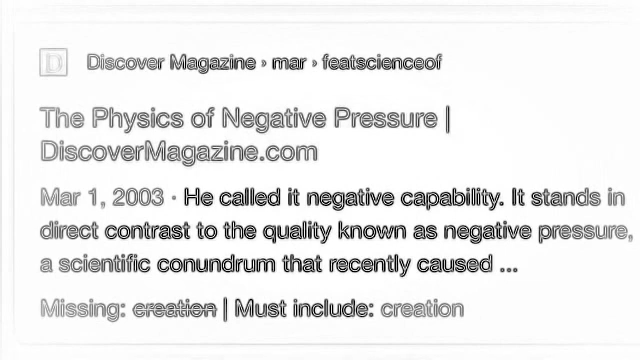 D
Discover Magazine › mar › featscienceof
The Physics of Negative Pressure |
DiscoverMagazine.com
Mar 1, 2003 · He called it negative capability. It stands in
direct contrast to the quality known as negative pressure,
a scientific conundrum that recently caused ...
Missing: creation | Must include: creation